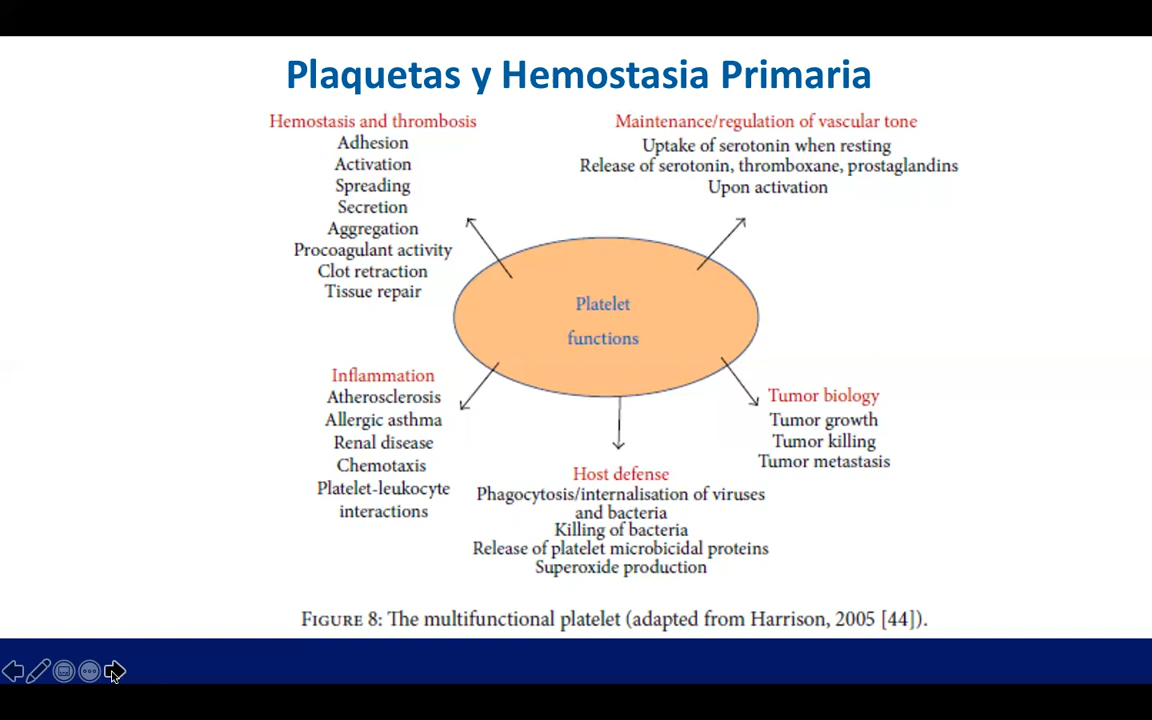 Plaquetas y Hemostasia Primaria
Hemostasis and thrombosis
Adhesion
Activation
Spreading
Secretion
Aggregation
Procoagulant activity
Clot retraction
Tissue repair
Maintenance/regulation of vascular tone
Uptake of serotonin when resting
Release of serotonin, thromboxane, prostaglandins
Upon activation
Platelet
functions
Inflammation
Atherosclerosis
Allergic asthma
Renal disease
Chemotaxis
Platelet-leukocyte
interactions
Host defense
Phagocytosis/internalisation of viruses
and bacteria
Killing of bacteria
Release of platelet microbicidal proteins
Superoxide production
Tumor biology
Tumor growth
Tumor killing
Tumor metastasis
Figure 8: The multifunctional platelet (adapted from Harrison, 2005 [44]).